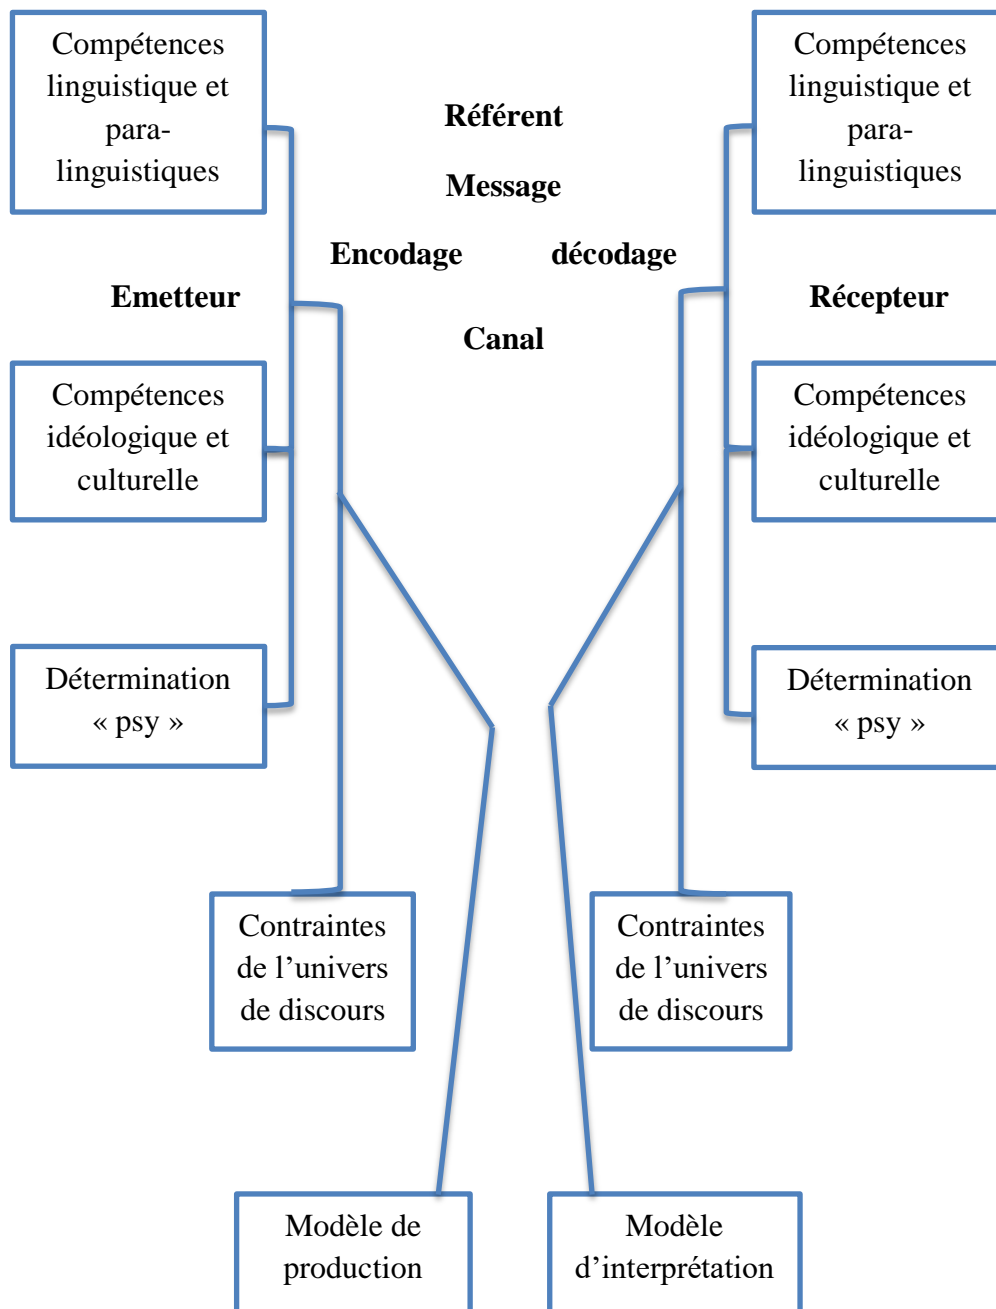 Compétences
linguistique et
para-
linguistiques
Compétences
linguistique et
para-
linguistiques
Référent
Message
Encodage
décodage
Emetteur
Récepteur
Canal
Compétences
idéologique et
culturelle
Compétences
idéologique et
culturelle
Détermination
« psy »
Détermination
« psy »
Contraintes
de l’univers
de discours
Contraintes
de l’univers
de discours
Modèle de
production
Modèle
d’interprétation